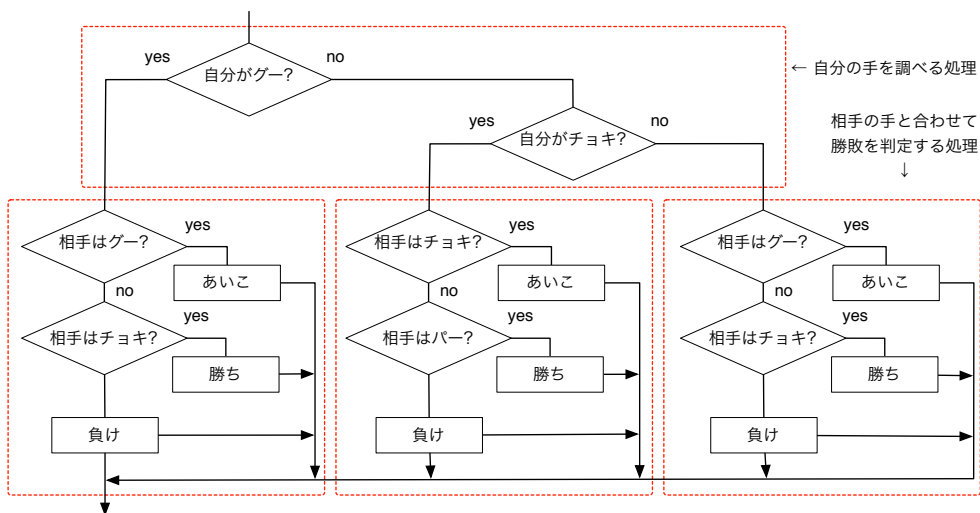 yes
no
自分がグー?
← 自分の手を調べる処理
yes
no
自分がチョキ?
相手の手と合わせて
勝敗を判定する処理
↓
相手はグー?
yes
あいこ
no
相手はチョキ?
yes
勝ち
負け
相手はチョキ?
yes
あいこ
no
相手はパー?
yes
勝ち
負け
相手はグー?
yes
あいこ
no
相手はチョキ?
yes
勝ち
負け